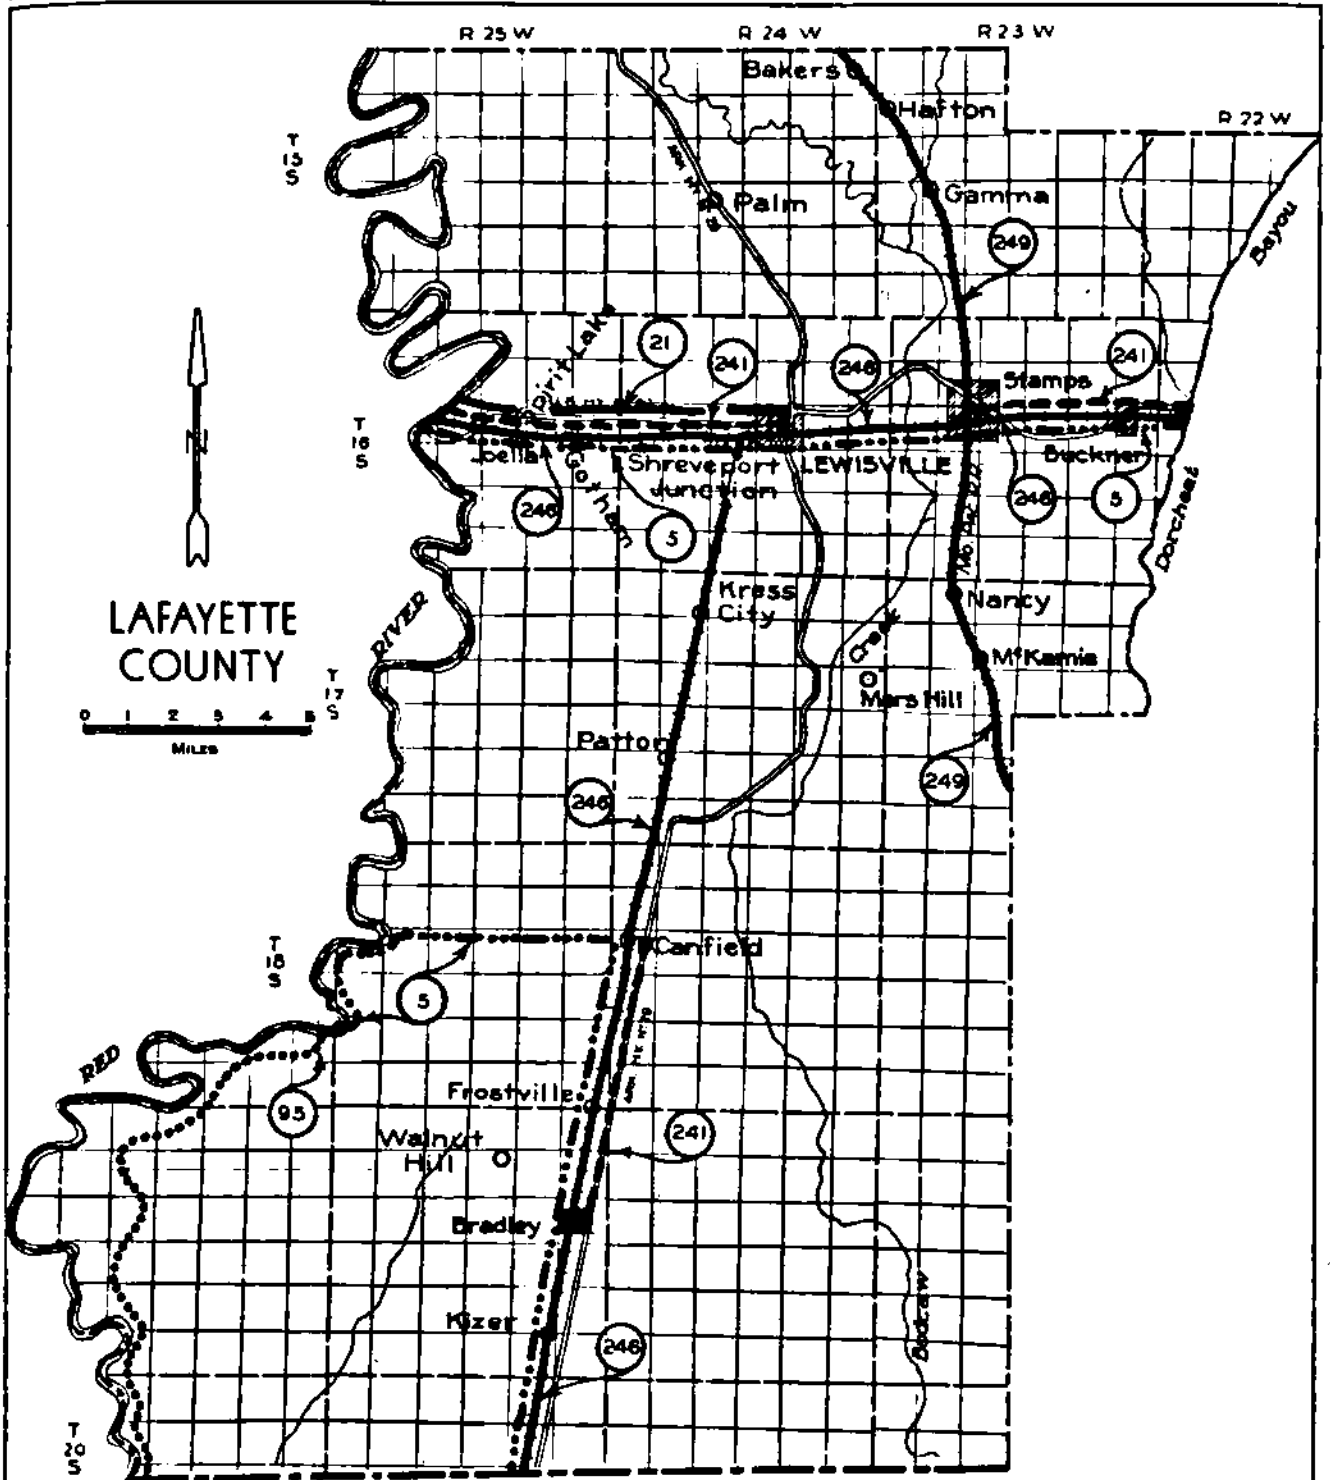 R 25 W
R 24 W
R 23 W
R 22 W
Bakers
Hafton
T
15
S
Palm
Gamma
Bayou
249
Spirit Lake
21
241
246
241
Stamps
T
16
S
N
Joella
Gotham
Shreveport
Junction
LEWISVILLE
Buckner
246
5
246
5
Mo. Pac. R.R.
Dorcheat
Kress
City
Nancy
LAFAYETTE
COUNTY
RIVER
Creek
McKamie
T
17
S
Mars Hill
0 1 2 3 4 5
MILES
Patton
246
249
T
18
S
Canfield
5
RED
Frostville
95
241
Walnut
Hill
Bradley
Bodcaw
Kizer
246
T
20
S